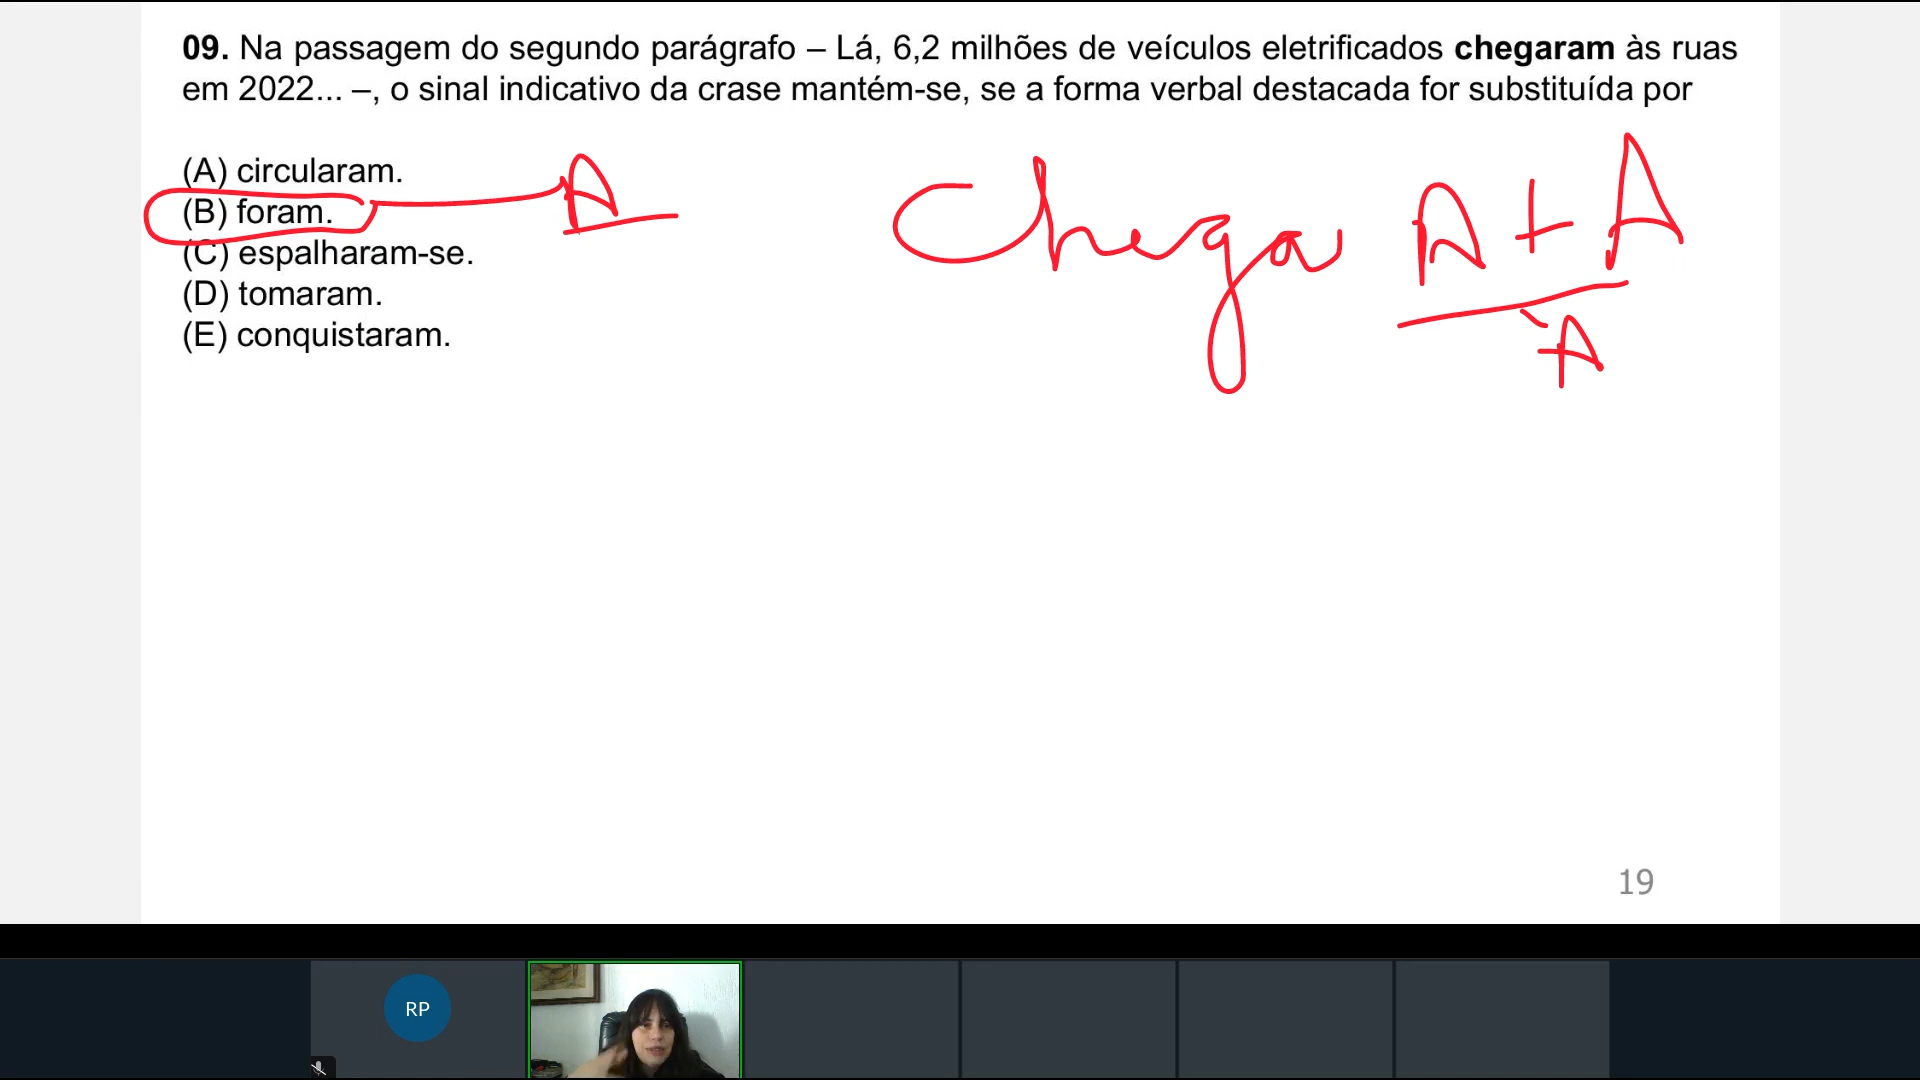 09. Na passagem do segundo parágrafo – Lá, 6,2 milhões de veículos eletrificados chegaram às ruas
em 2022... –, o sinal indicativo da crase mantém-se, se a forma verbal destacada for substituída por
(A) circularam.
(B) foram.
A
(C) espalharam-se.
(D) tomaram.
(E) conquistaram.
Chega A + A
À
19
RP